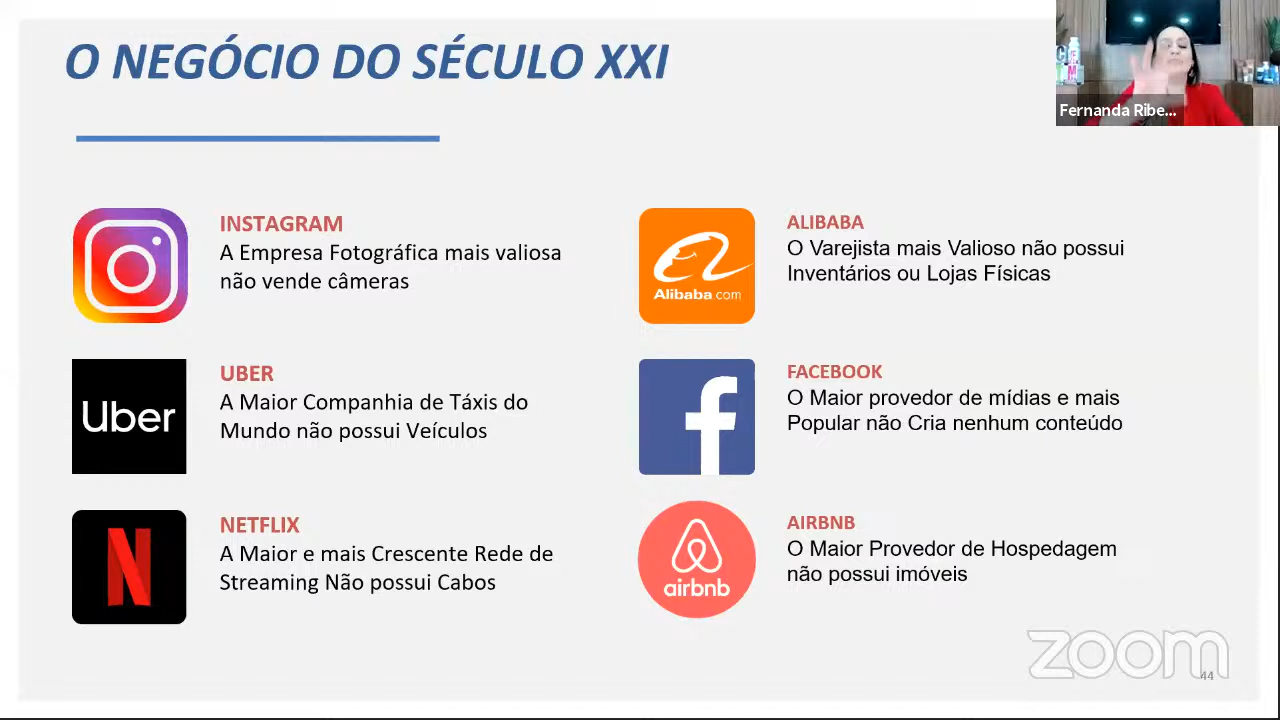 O NEGÓCIO DO SÉCULO XXI
Fernanda Ribe...
INSTAGRAM
A Empresa Fotográfica mais valiosa
não vende câmeras
ALIBABA
O Varejista mais Valioso não possui
Inventários ou Lojas Físicas
Alibaba.com
UBER
A Maior Companhia de Táxis do
Mundo não possui Veículos
Uber
FACEBOOK
O Maior provedor de mídias e mais
Popular não Cria nenhum conteúdo
NETFLIX
A Maior e mais Crescente Rede de
Streaming Não possui Cabos
AIRBNB
O Maior Provedor de Hospedagem
não possui imóveis
airbnb
zoom
44